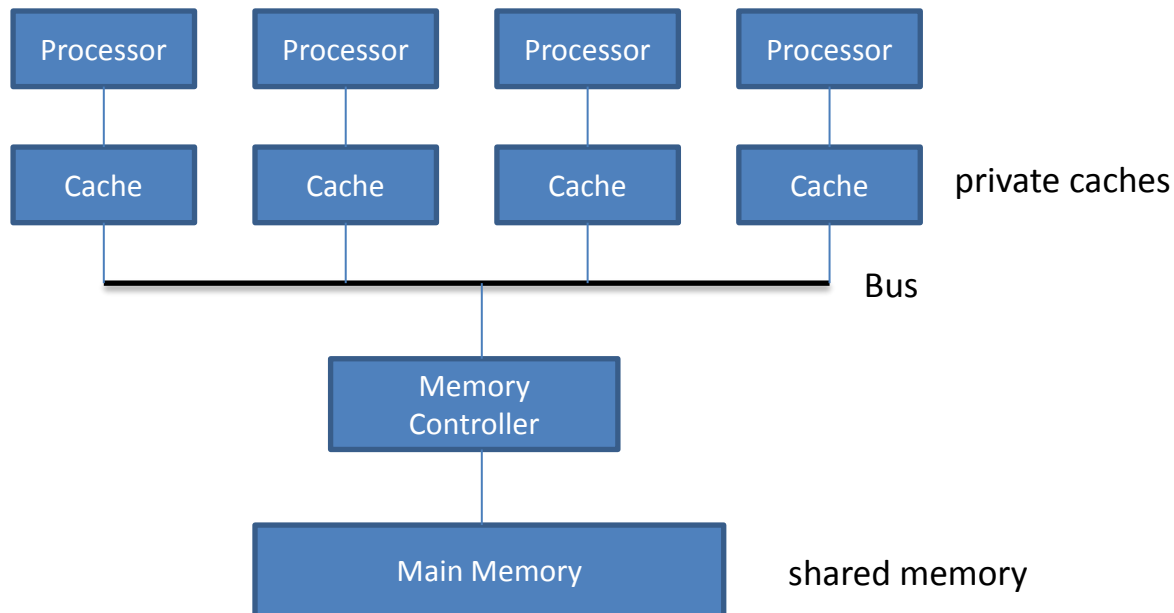 Processor
Processor
Processor
Processor
Cache
Cache
Cache
Cache
private caches
Bus
Memory
Controller
Main Memory
shared memory